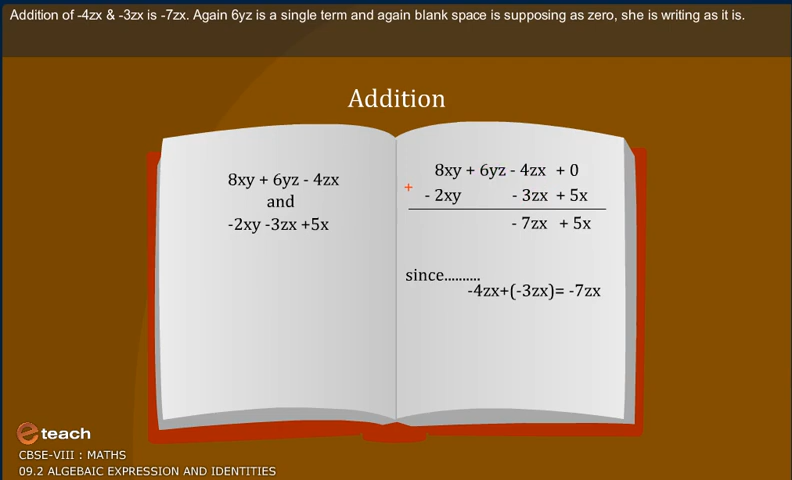 Addition of -4zx & -3zx is -7zx. Again 6yz is a single term and again blank space is supposing as zero, she is writing as it is.
Addition
8xy + 6yz - 4zx
and
-2xy -3zx +5x
8xy + 6yz - 4zx + 0
+
- 2xy - 3zx + 5x
- 7zx + 5x
since..........
-4zx+(-3zx)= -7zx
e teach
CBSE-VIII : MATHS
09.2 ALGEBAIC EXPRESSION AND IDENTITIES